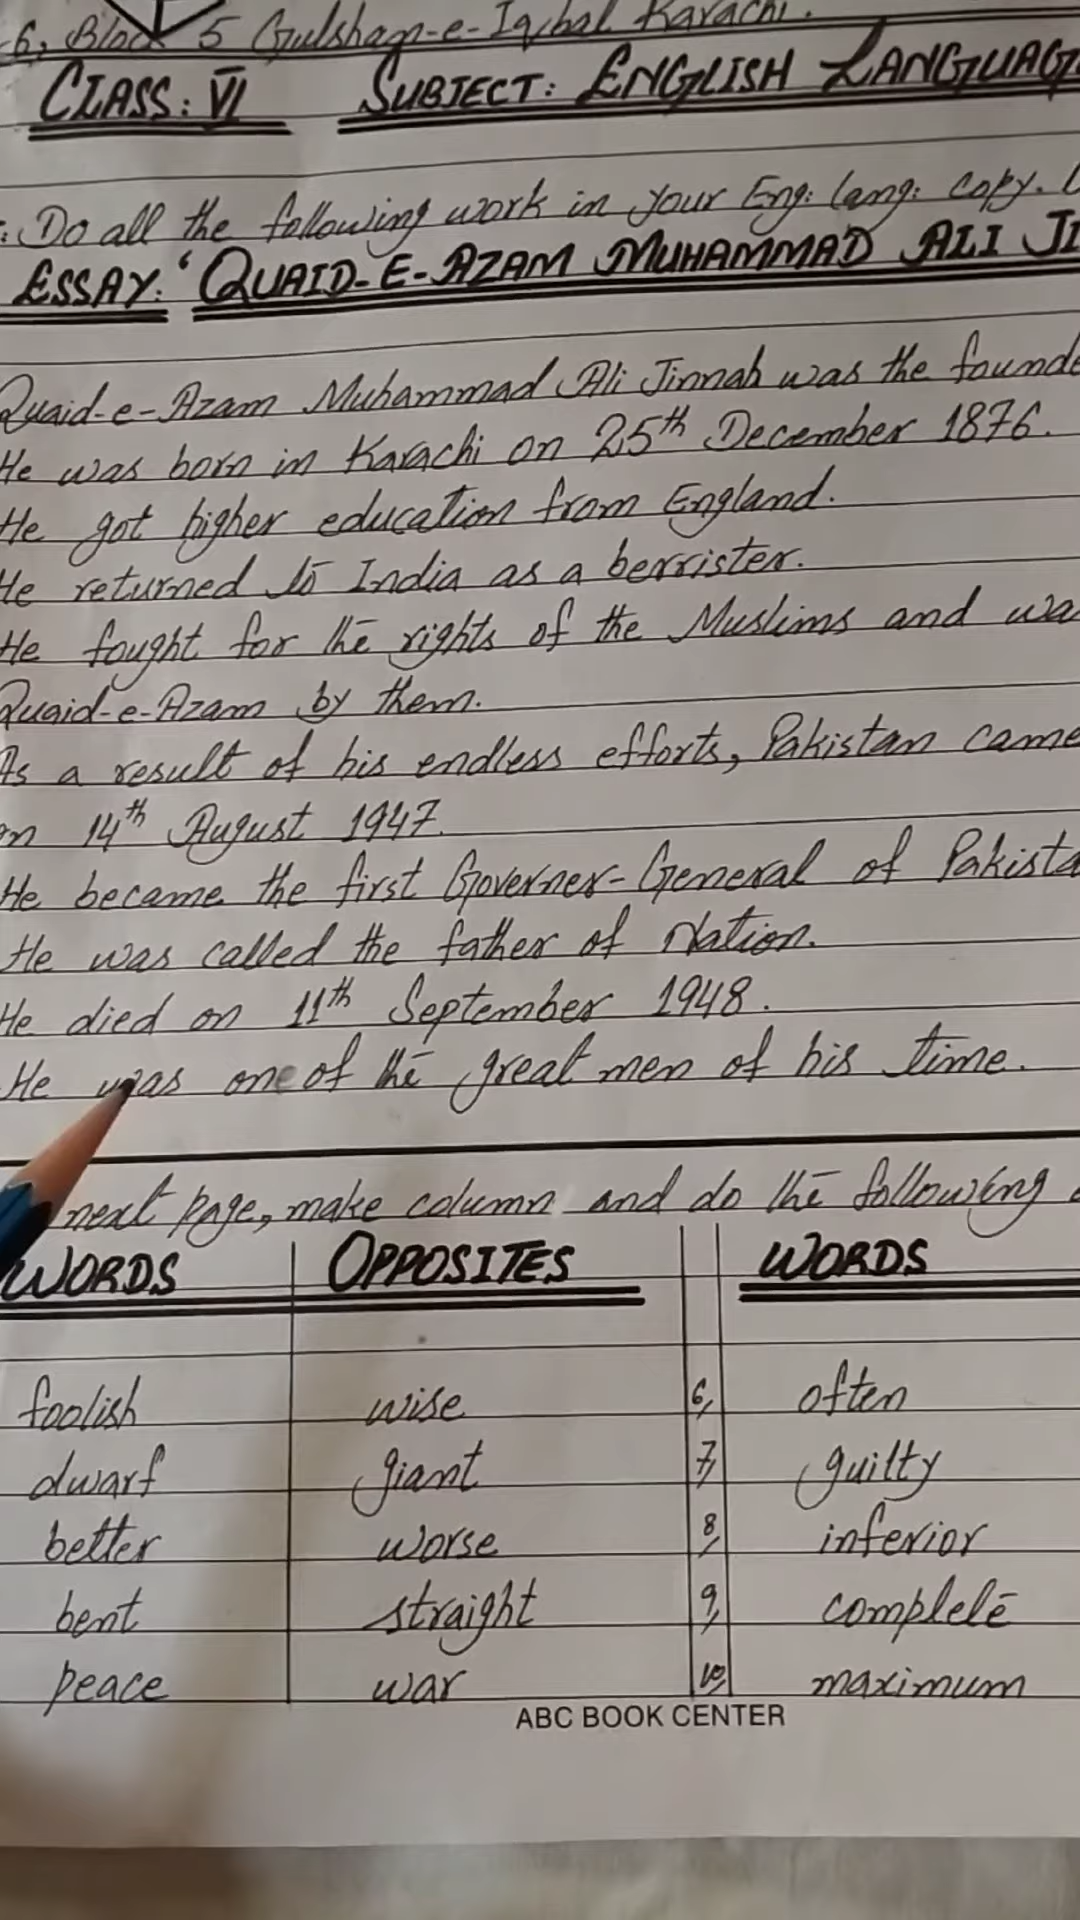 6, Block 5 Gulshan-e-Iqbal Karachi.
CLASS: VI SUBJECT: ENGLISH LANGUAG
: Do all the following work in your Eng: lang: copy.
ESSAY: 'QUAID-E-AZAM MUHAMMAD ALI JI
Quaid-e-Azam Muhammad Ali Jinnah was the founde
He was born in Karachi on 25th December 1876.
He got higher education from England.
He returned to India as a berrister.
He fought for the rights of the Muslims and wa
Quaid-e-Azam by them.
As a result of his endless efforts, Pakistan came
on 14th August 1947.
He became the first Governer-General of Pakista
He was called the father of Nation.
He died on 11th September 1948.
He was one of the great men of his time.
next page, make column and do the following
WORDS OPPOSITES WORDS
foolish wise 6, often
dwarf giant 7, guilty
better worse 8, inferior
bent straight 9, complete
peace war 10, maximum
ABC BOOK CENTER